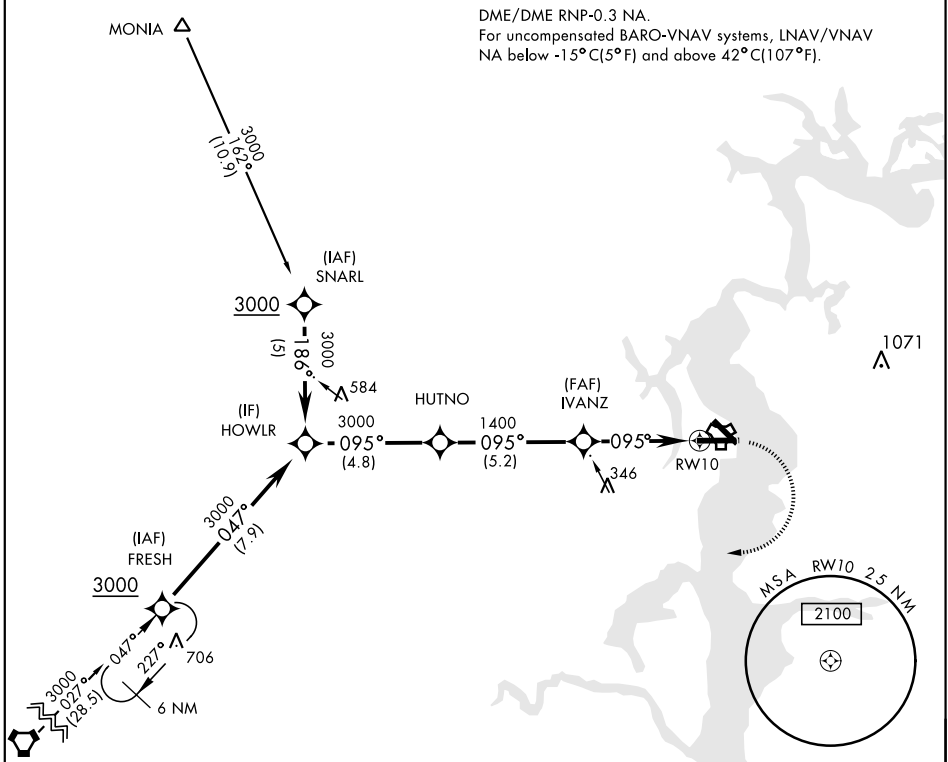 DME/DME RNP-0.3 NA.
For uncompensated BARO-VNAV systems, LNAV/VNAV
NA below -15°C(5°F) and above 42°C(107°F).
MONIA
3000
162°
(10.9)
(IAF)
SNARL
3000
3000
186°
(5)
584
1071
(IF)
HOWLR
3000
095°
(4.8)
HUTNO
1400
095°
(5.2)
(FAF)
IVANZ
095°
RW10
346
3000
047°
(7.9)
(IAF)
FRESH
3000
047°
227°
706
6 NM
3000
027°
(28.5)
MSA RW10 25 NM
2100